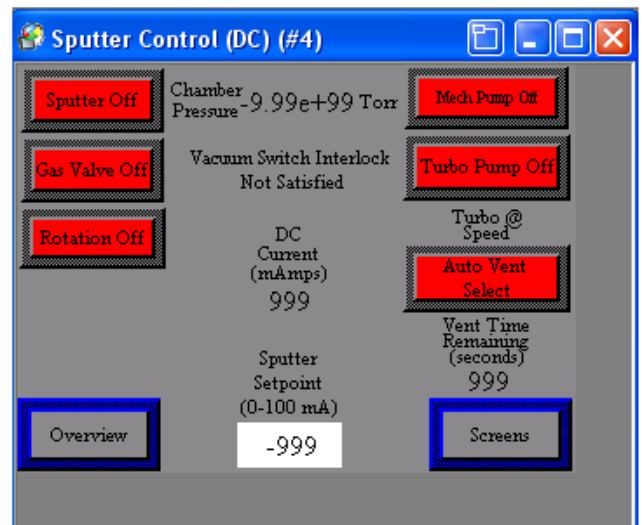 Sputter Control (DC) (#4)
Sputter Off
Chamber
Pressure -9.99e+99 Torr
Mech Pump Off
Gas Valve Off
Vacuum Switch Interlock
Not Satisfied
Turbo Pump Off
Rotation Off
DC
Current
(mAmps)
999
Turbo @
Speed
Auto Vent
Select
Vent Time
Remaining
(seconds)
999
Sputter
Setpoint
(0-100 mA)
-999
Overview
Screens